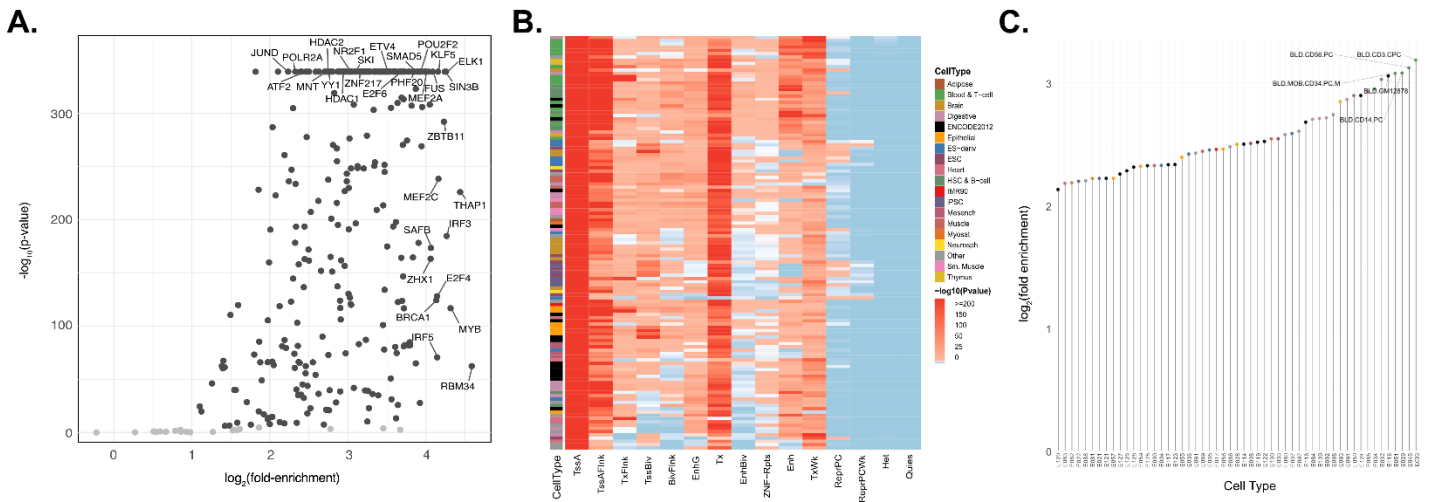 A.
B.
C.
HDAC2
NR2F1
ETV4
POU2F2
JUND
POLR2A
SKI
SMAD5
KLF5
ELK1
ATF2
MNT
YY1
ZNF217
PHF20
FUS
SIN3B
HDAC1
E2F6
MEF2A
ZBTB11
MEF2C
THAP1
IRF3
SAFB
ZHX1
E2F4
BRCA1
MYB
IRF5
RBM34
300
200
100
0
-log10(p-value)
0 1 2 3 4
log2(fold-enrichment)
CellType
Adipose
Blood & T-cell
Brain
Digestive
ENCODE2012
Epithelial
ES-deriv
ESC
Heart
HSC & B-cell
IMR90
iPSC
Mesench
Muscle
Myosat
Neurosph
Other
Sm. Muscle
Thymus
−log10(Pvalue)
>=200
150
100
50
0
CellType
TssA
TssAFlnk
TxFlnk
TssBiv
BivFlnk
EnhG
Tx
EnhBiv
ZNF−Rpts
Enh
TxWk
ReprPC
ReprPCWk
Het
Quies
BLD.CD56.PC
BLD.CD3.CPC
BLD.MOB.CD34.PC.M
BLD.GM12878
BLD.CD14.PC
3
2
1
0
log2(fold enrichment)
Cell Type